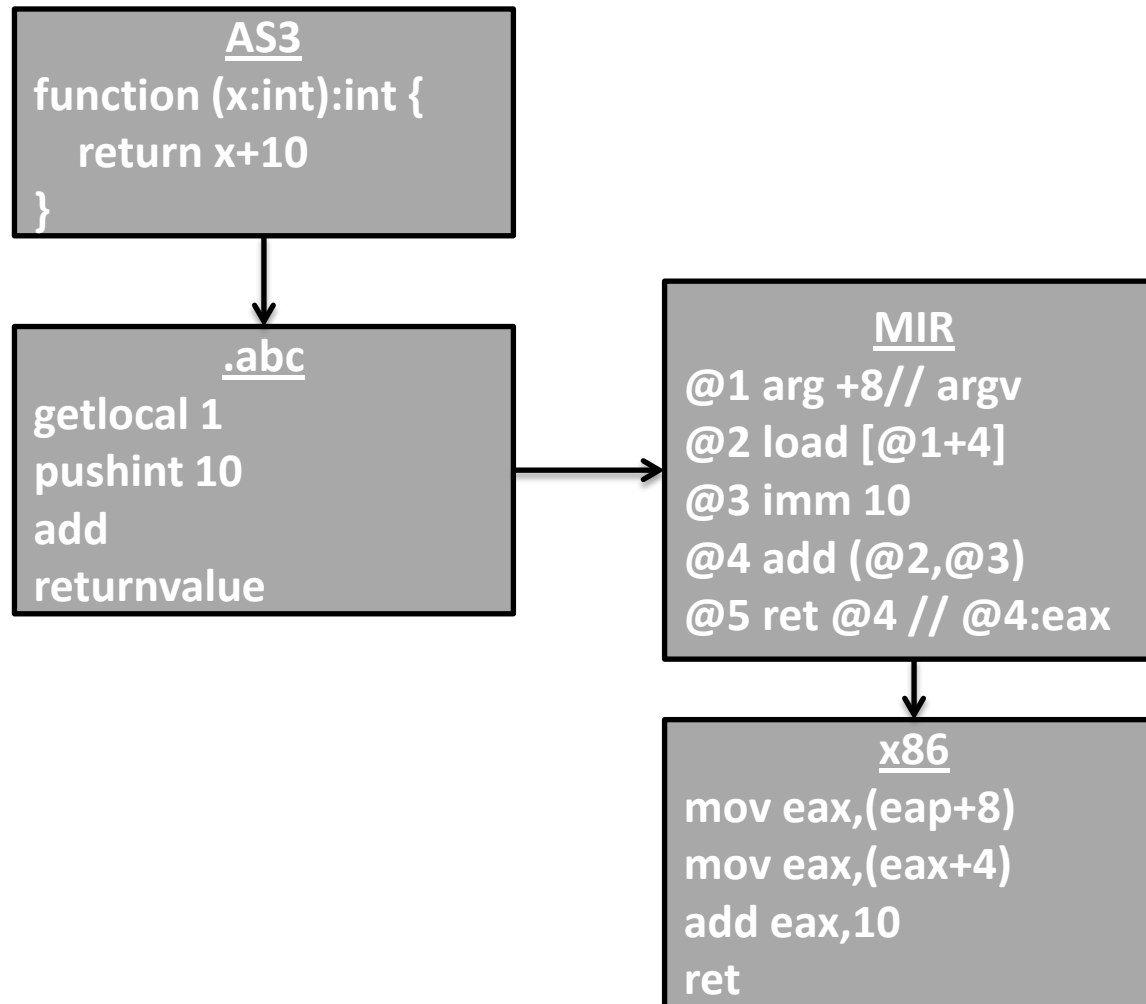 AS3
function (x:int):int {
return x+10
}
.abc
getlocal 1
pushint 10
add
returnvalue
MIR
@1 arg +8// argv
@2 load [@1+4]
@3 imm 10
@4 add (@2,@3)
@5 ret @4 // @4:eax
x86
mov eax,(eap+8)
mov eax,(eax+4)
add eax,10
ret